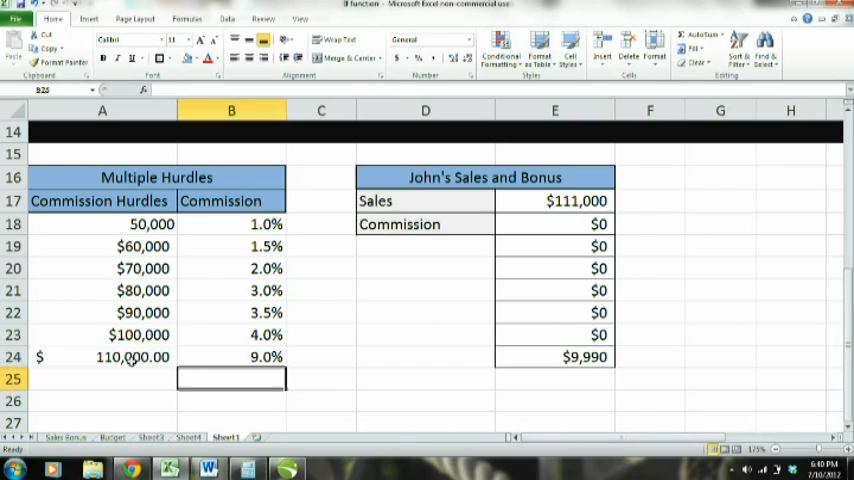 If function - Microsoft Excel non-commercial use
File Home Insert Page Layout Formulas Data Review View
Cut
Copy
Format Painter
Paste
Clipboard
Calibri 11
B I U
Font
Wrap Text
Merge & Center
Alignment
General
$ % ,
Number
Conditional Formatting
Format as Table
Cell Styles
Styles
Insert Delete Format
Cells
AutoSum
Fill
Clear
Sort & Filter
Find & Select
Editing
B25 fx
A B C D E F G H
14
15
16 Multiple Hurdles John's Sales and Bonus
17 Commission Hurdles Commission Sales $111,000
18 50,000 1.0% Commission $0
19 $60,000 1.5% $0
20 $70,000 2.0% $0
21 $80,000 3.0% $0
22 $90,000 3.5% $0
23 $100,000 4.0% $0
24 $ 110,000.00 9.0% $9,990
25
26
27
Sales Bonus Budget Sheet3 Sheet4 Sheet1
Ready 175%
6:40 PM
7/10/2012